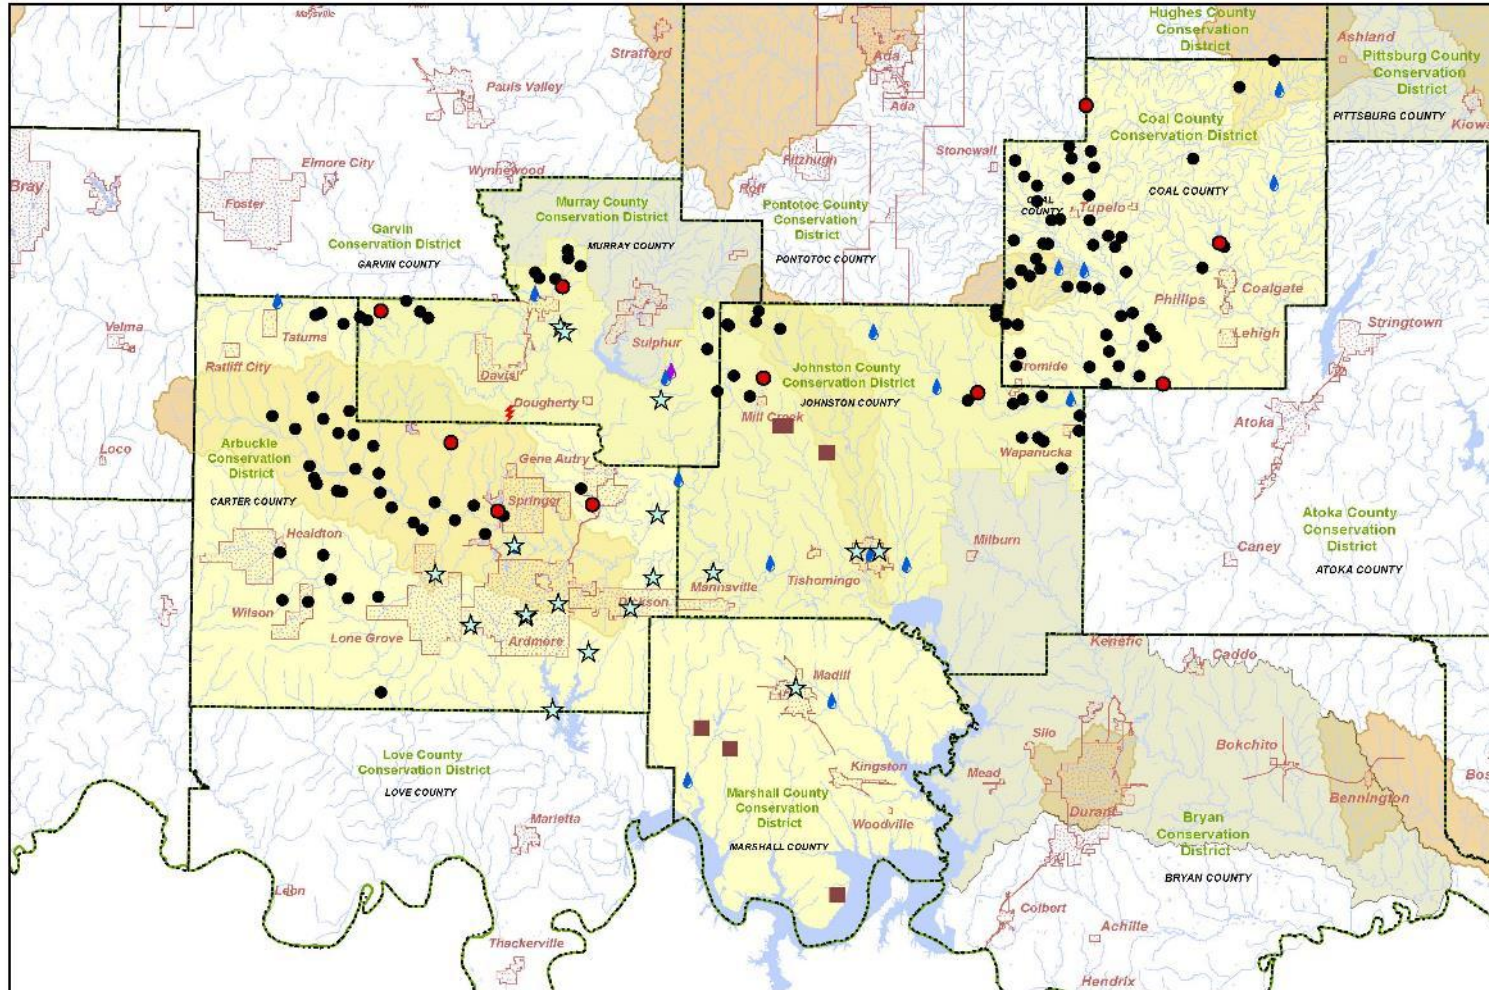 Maysville
Hughes County
Conservation
District
Stratford
Ada
Ada
Ashland
Pittsburg County
Conservation
District
PITTSBURG COUNTY
Kiowa
Pauls Valley
Coal County
Conservation District
Elmore City
Wynnewood
Fitzhugh
Stonewall
Bray
Foster
Roff
COAL COUNTY
COAL
COUNTY
Tupelo
Murray County
Conservation District
MURRAY COUNTY
Pontotoc County
Conservation
District
PONTOTOC COUNTY
Garvin
Conservation District
GARVIN COUNTY
Phillips
Coalgate
Velma
Tatums
Ratliff City
Sulphur
Lehigh
Stringtown
Davis
Johnston County
Conservation District
JOHNSTON COUNTY
Bromide
Dougherty
Mill Creek
Atoka
Loco
Arbuckle
Conservation
District
CARTER COUNTY
Gene Autry
Wapanucka
Springer
Healdton
Milburn
Atoka County
Conservation
District
ATOKA COUNTY
Caney
Tishomingo
Mannsville
Dickson
Wilson
Lone Grove
Ardmore
Kenefic
Caddo
Madill
Silo
Bokchito
Love County
Conservation District
LOVE COUNTY
Kingston
Mead
Bennington
Bos
Marshall County
Conservation
District
MARSHALL COUNTY
Woodville
Durant
Bryan
Conservation
District
BRYAN COUNTY
Marietta
Leon
Colbert
Achille
Thackerville
Hendrix